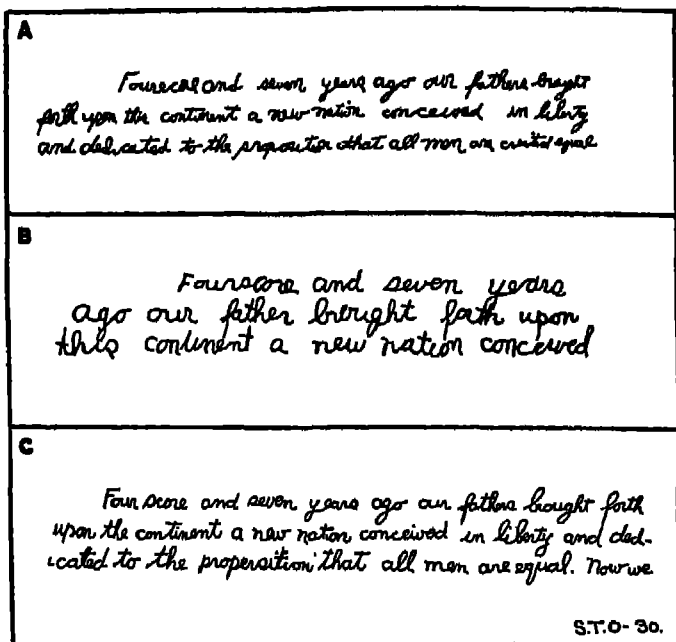 A
Fourscore and seven years ago our fathers brought
forth upon this continent a new nation conceived in liberty
and dedicated to the proposition that all men are created equal
B
Fourscore and seven years
ago our father brought forth upon
this continent a new nation conceived
C
Four score and seven years ago our fathers bought forth
upon the continent a new nation conceived in liberty and ded-
icated to the propersition that all men are equal. Now we
S.T.O-30.